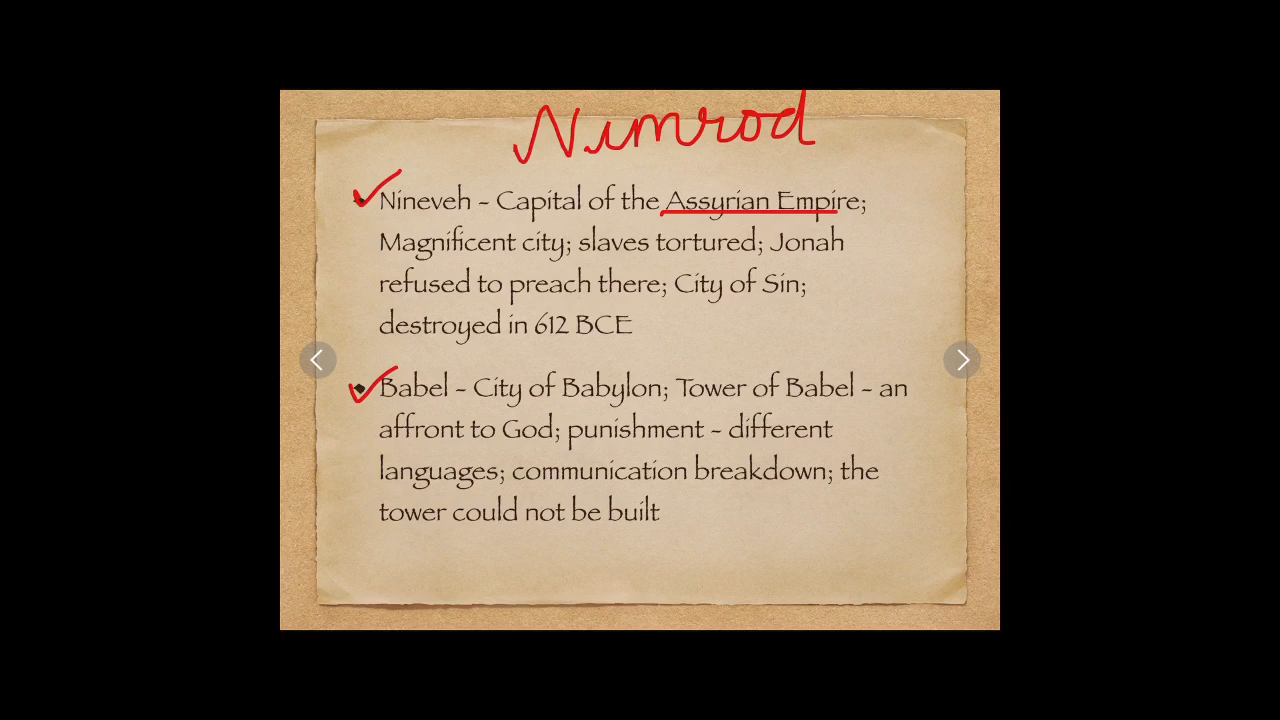 Nimrod
Nineveh - Capital of the Assyrian Empire;
Magnificent city; slaves tortured; Jonah
refused to preach there; City of Sin;
destroyed in 612 BCE
Babel - City of Babylon; Tower of Babel - an
affront to God; punishment - different
languages; communication breakdown; the
tower could not be built